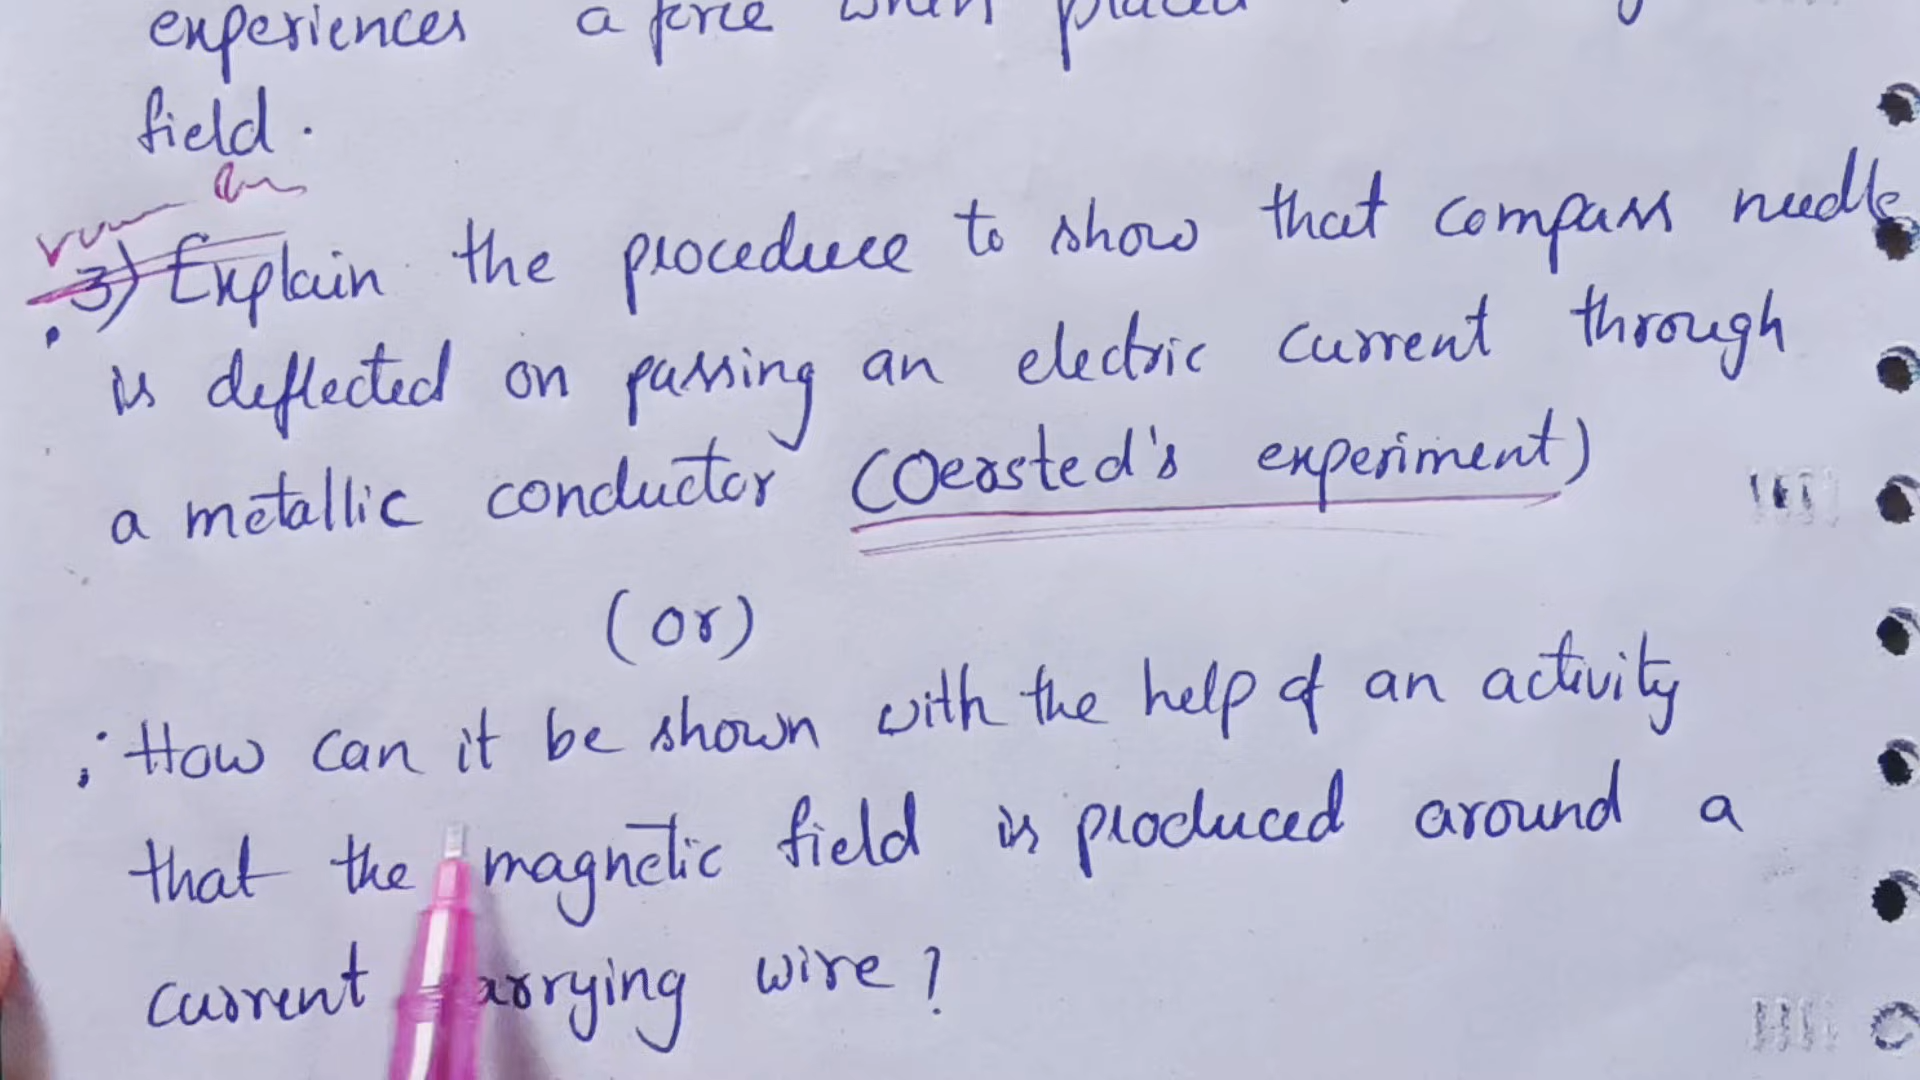 experiences a force when placed
field.
3) Explain the procedure to show that compass needle
is deflected on passing an electric current through
a metallic conductor (Oersted's experiment)
(or)
How can it be shown with the help of an activity
that the magnetic field is produced around a
current carrying wire?